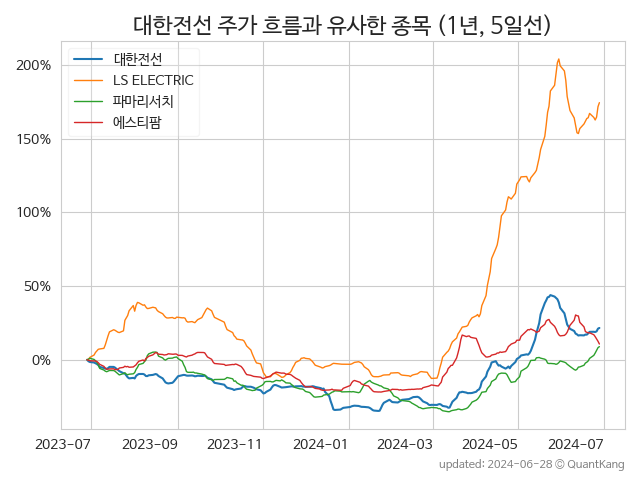 대한전선 주가 흐름과 유사한 종목 (1년, 5일선)
대한전선
LS ELECTRIC
파마리서치
에스티팜
200%
150%
100%
50%
0%
2023-07 2023-09 2023-11 2024-01 2024-03 2024-05 2024-07
updated: 2024-06-28 © QuantKang